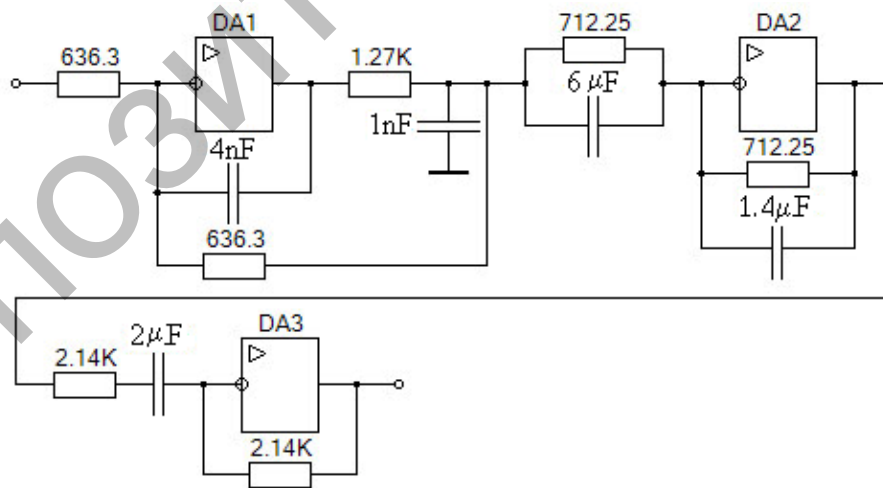 DA1
636.3
1.27K
712.25
DA2
6 μF
1nF
4nF
712.25
1.4μF
636.3
DA3
2μF
2.14K
2.14K